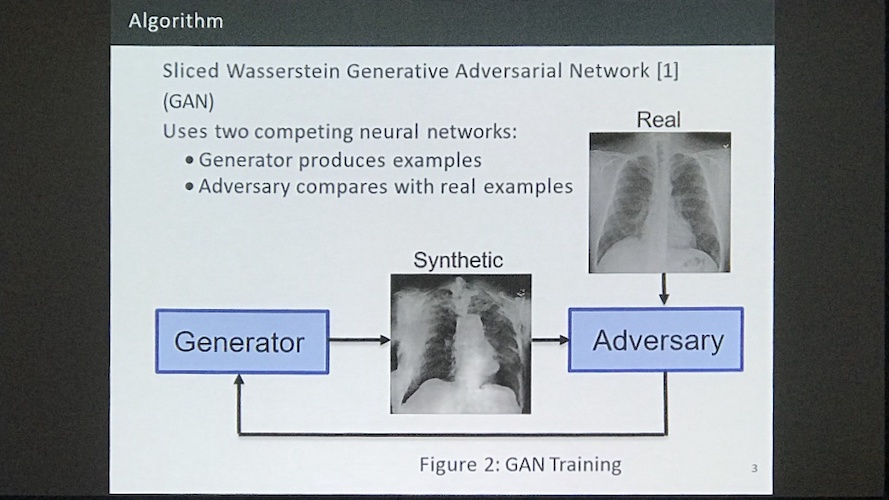 Algorithm
Sliced Wasserstein Generative Adversarial Network [1]
(GAN)
Uses two competing neural networks:
• Generator produces examples
• Adversary compares with real examples
Real
Synthetic
Generator
Adversary
Figure 2: GAN Training
3